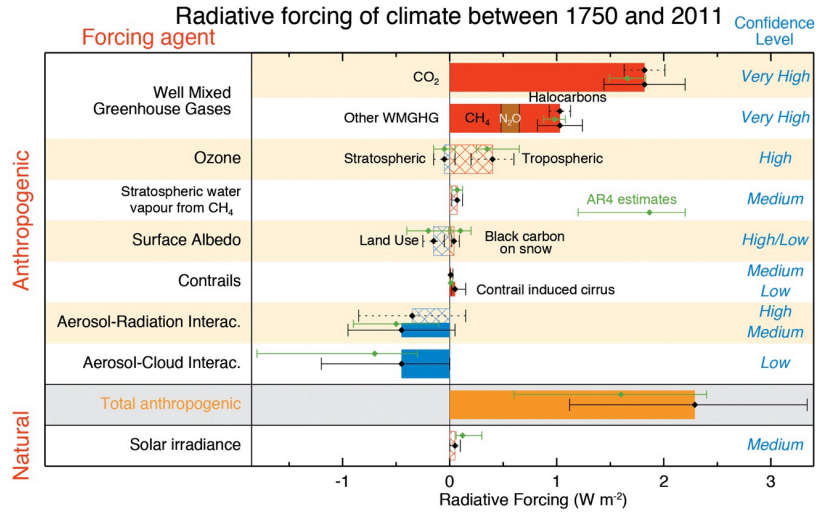 Radiative forcing of climate between 1750 and 2011
Forcing agent
Confidence
Level
Anthropogenic
Well Mixed
Greenhouse Gases
CO2
Very High
Other WMGHG
CH4
N2O
Halocarbons
Very High
Ozone
Stratospheric
Tropospheric
High
Stratospheric water
vapour from CH4
AR4 estimates
Medium
Surface Albedo
Land Use
Black carbon
on snow
High/Low
Contrails
Contrail induced cirrus
Medium
Low
Aerosol-Radiation Interac.
High
Medium
Aerosol-Cloud Interac.
Low
Total anthropogenic
Natural
Solar irradiance
Medium
-1 0 1 2 3
Radiative Forcing (W m-2)